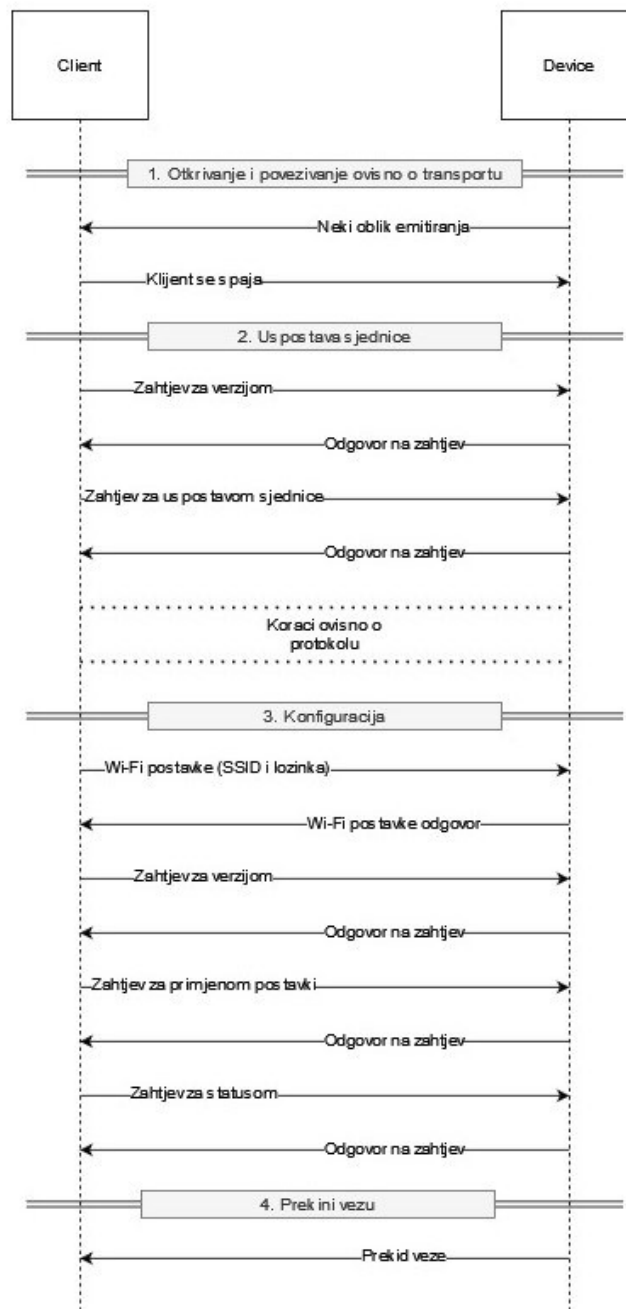 Client
Device
1. Otkrivanje i povezivanje ovisno o transportu
Neki oblik emitiranja
Klijent se spaja
2. Uspostava sjednice
Zahtjev za verzijom
Odgovor na zahtjev
Zahtjev za uspostavom sjednice
Odgovor na zahtjev
Koraci ovisno o
protokolu
3. Konfiguracija
Wi-Fi postavke (SSID i lozinka)
Wi-Fi postavke odgovor
Zahtjev za verzijom
Odgovor na zahtjev
Zahtjev za primjenom postavki
Odgovor na zahtjev
Zahtjev za statusom
Odgovor na zahtjev
4. Prekini vezu
Prekid veze